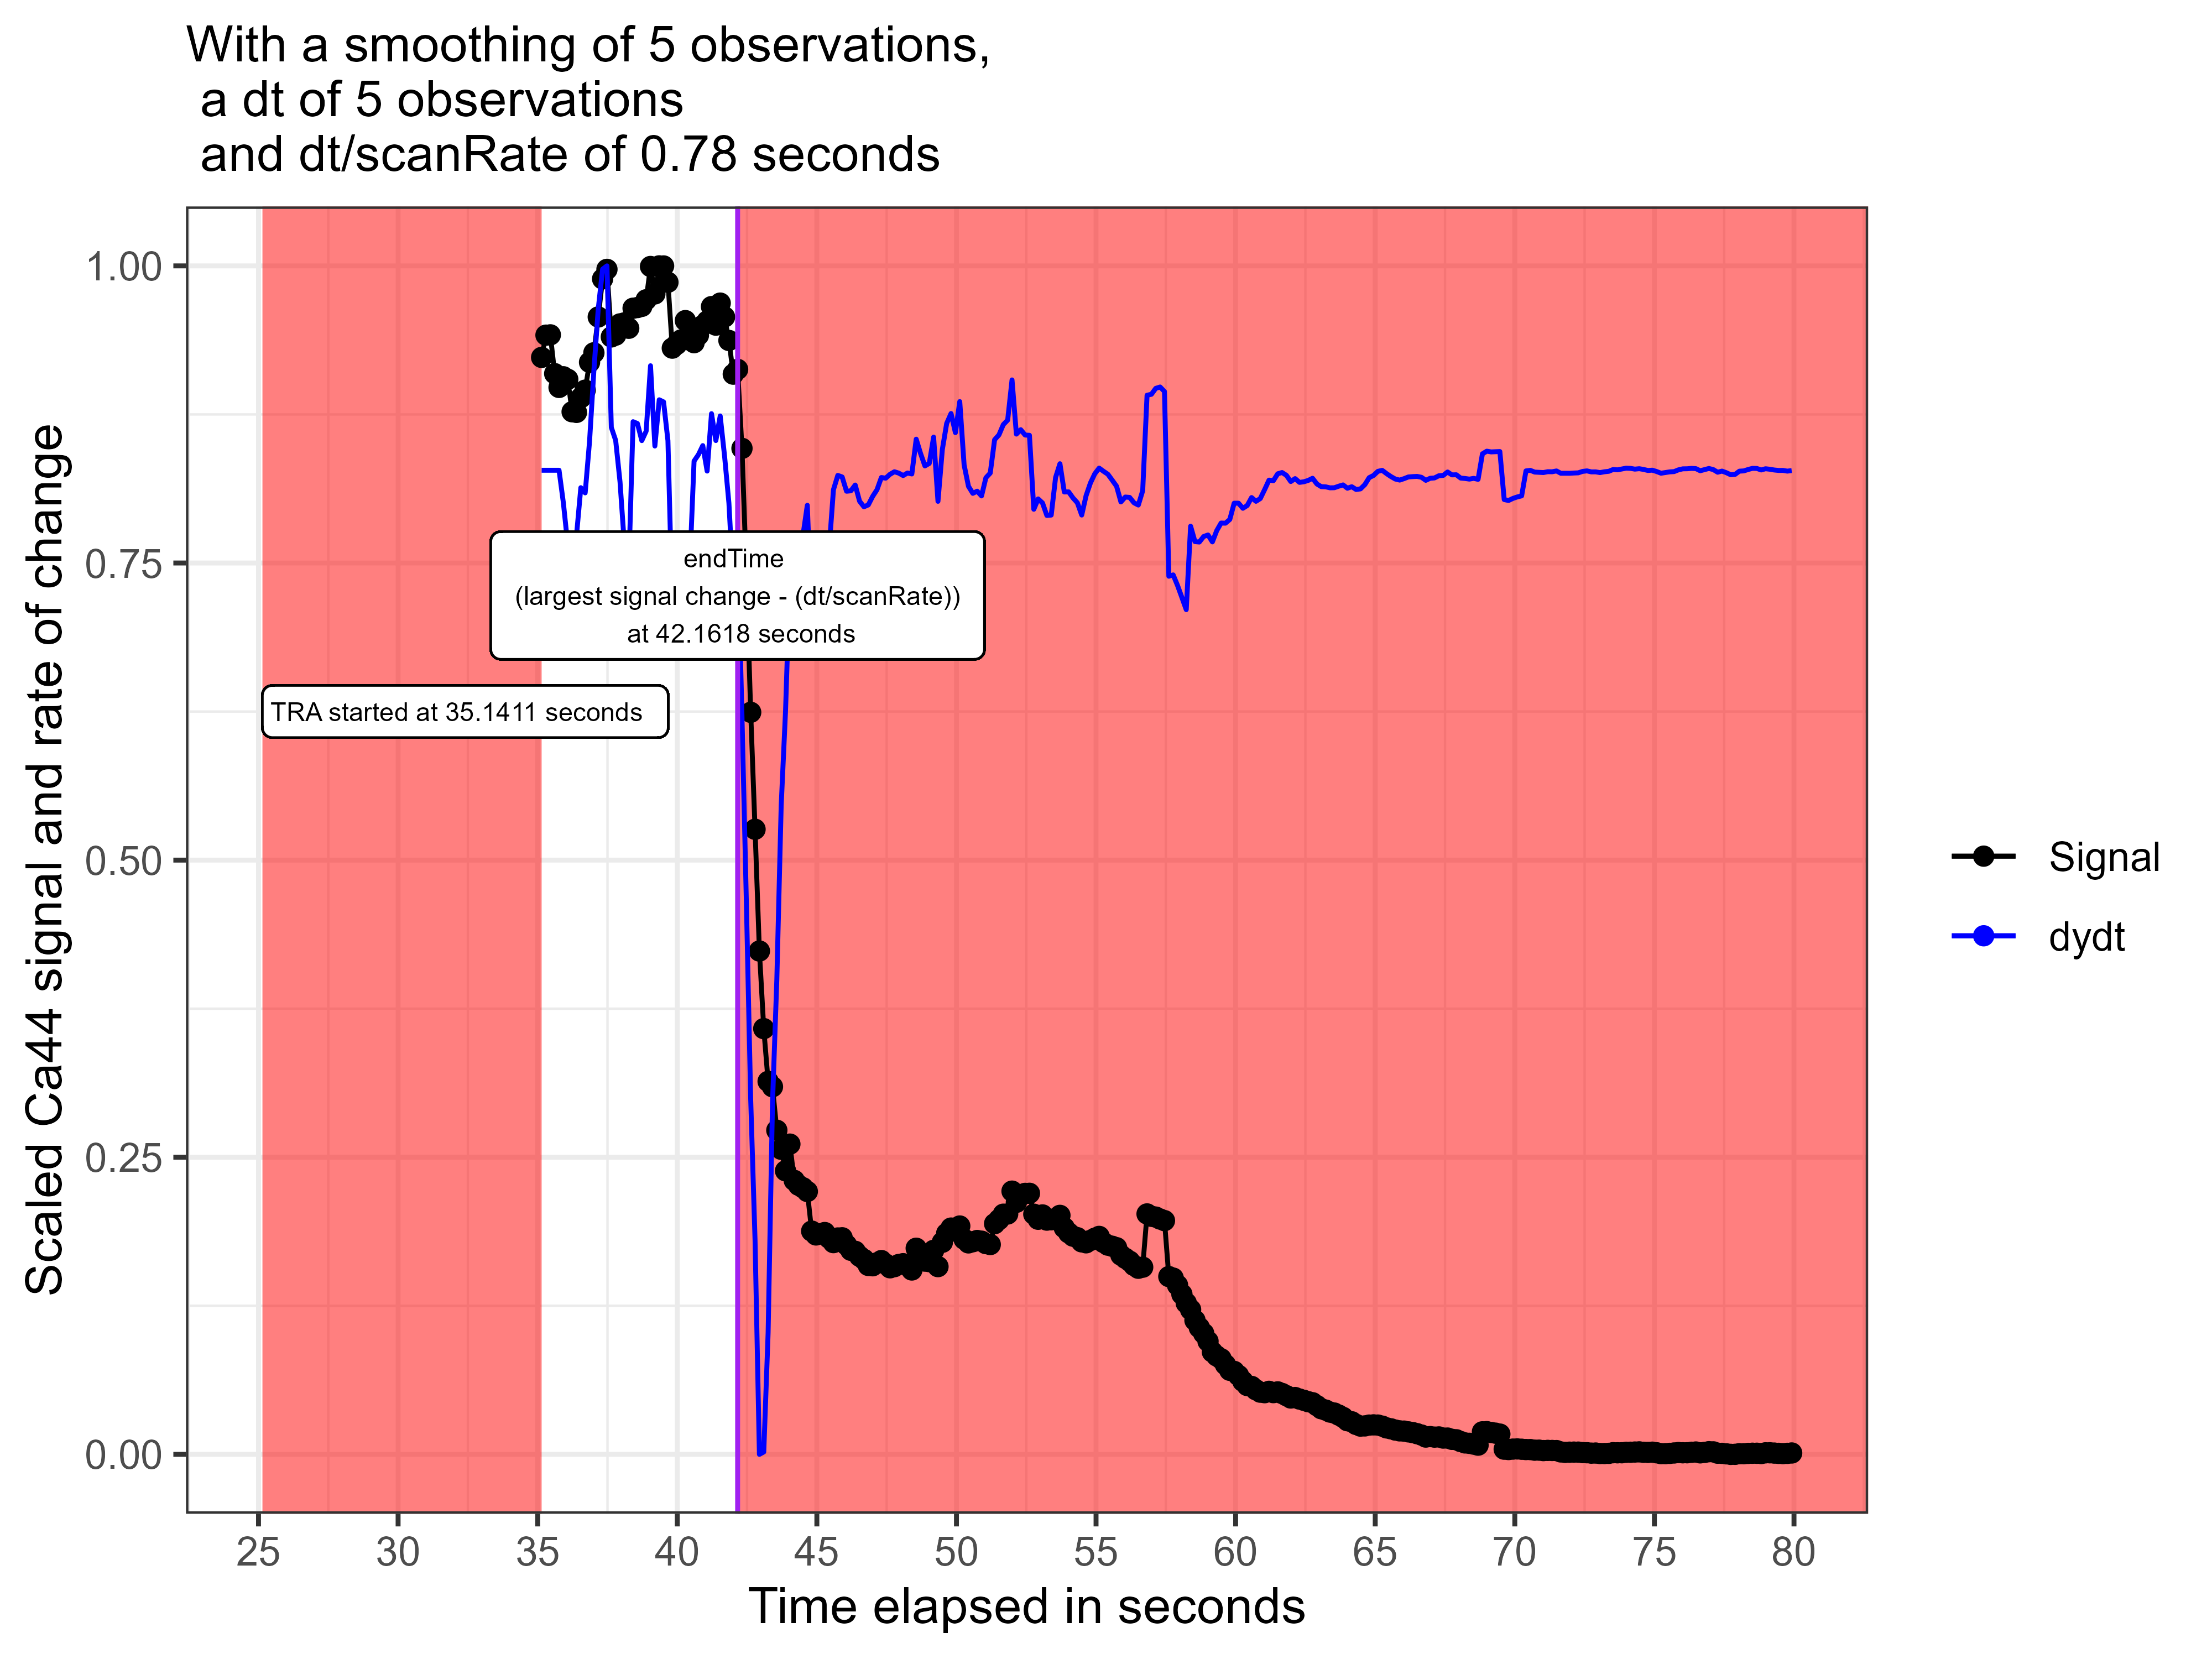 With a smoothing of 5 observations,
a dt of 5 observations
and dt/scanRate of 0.78 seconds
Scaled Ca44 signal and rate of change
1.00
0.75
0.50
0.25
0.00
endTime
(largest signal change - (dt/scanRate))
at 42.1618 seconds
TRA started at 35.1411 seconds
Signal
dydt
25 30 35 40 45 50 55 60 65 70 75 80
Time elapsed in seconds